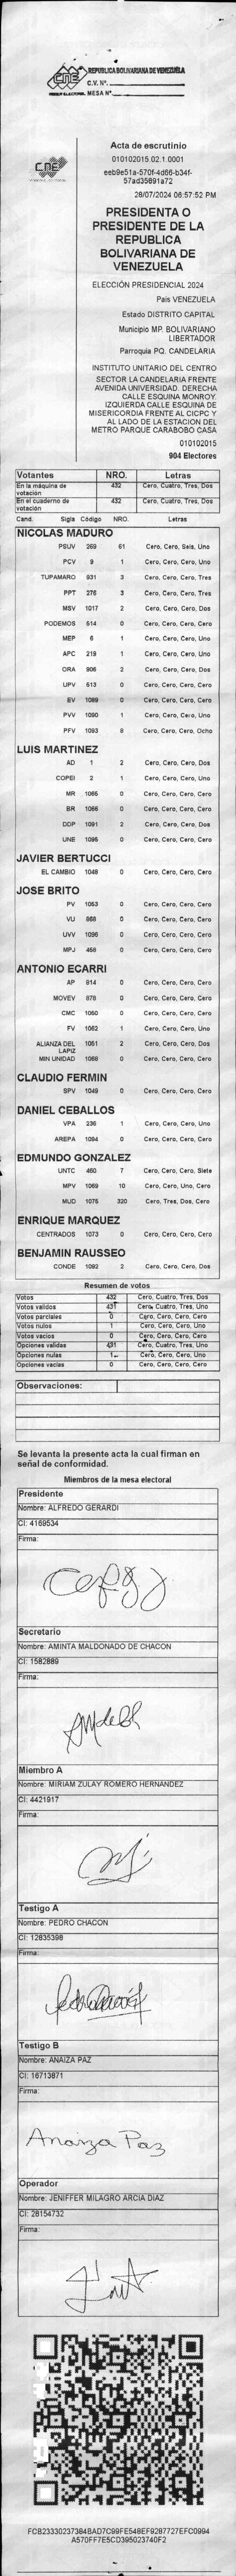 CNE
PODER ELECTORAL
REPUBLICA BOLIVARIANA DE VENEZUELA
C.V. N°.
MESA N°.
CNE
Acta de escrutinio
010102015.02.1.0001
eeb9e51a-570f-4d66-b34f-
57ad35891a72
28/07/2024 06:57:52 PM
PRESIDENTA O
PRESIDENTE DE LA
REPUBLICA
BOLIVARIANA DE
VENEZUELA
ELECCIÓN PRESIDENCIAL 2024
País VENEZUELA
Estado DISTRITO CAPITAL
Municipio MP. BOLIVARIANO
LIBERTADOR
Parroquia PQ. CANDELARIA
INSTITUTO UNITARIO DEL CENTRO
SECTOR LA CANDELARIA FRENTE
AVENIDA UNIVERSIDAD. DERECHA
CALLE ESQUINA MONROY.
IZQUIERDA CALLE ESQUINA DE
MISERICORDIA FRENTE AL CICPC Y
AL LADO DE LA ESTACION DEL
METRO PARQUE CARABOBO CASA
010102015
904 Electores
Votantes NRO. Letras
En la máquina de votación 432 Cero, Cuatro, Tres, Dos
En el cuaderno de votación 432 Cero, Cuatro, Tres, Dos
Cand. Sigla Código NRO. Letras
NICOLAS MADURO
PSUV 269 61 Cero, Cero, Seis, Uno
PCV 9 1 Cero, Cero, Cero, Uno
TUPAMARO 931 3 Cero, Cero, Cero, Tres
PPT 276 3 Cero, Cero, Cero, Tres
MSV 1017 2 Cero, Cero, Cero, Dos
PODEMOS 514 0 Cero, Cero, Cero, Cero
MEP 6 1 Cero, Cero, Cero, Uno
APC 219 1 Cero, Cero, Cero, Uno
ORA 906 2 Cero, Cero, Cero, Dos
UPV 513 0 Cero, Cero, Cero, Cero
EV 1089 0 Cero, Cero, Cero, Cero
PVV 1090 1 Cero, Cero, Cero, Uno
PFV 1093 8 Cero, Cero, Cero, Ocho
LUIS MARTINEZ
AD 1 2 Cero, Cero, Cero, Dos
COPEI 2 1 Cero, Cero, Cero, Uno
MR 1065 0 Cero, Cero, Cero, Cero
BR 1066 0 Cero, Cero, Cero, Cero
DDP 1091 2 Cero, Cero, Cero, Dos
UNE 1095 0 Cero, Cero, Cero, Cero
JAVIER BERTUCCI
EL CAMBIO 1048 0 Cero, Cero, Cero, Cero
JOSE BRITO
PV 1053 0 Cero, Cero, Cero, Cero
VU 868 0 Cero, Cero, Cero, Cero
UVV 1096 0 Cero, Cero, Cero, Cero
MPJ 458 0 Cero, Cero, Cero, Cero
ANTONIO ECARRI
AP 914 0 Cero, Cero, Cero, Cero
MOVEV 878 0 Cero, Cero, Cero, Cero
CMC 1050 0 Cero, Cero, Cero, Cero
FV 1062 1 Cero, Cero, Cero, Uno
ALIANZA DEL LAPIZ 1051 2 Cero, Cero, Cero, Dos
MIN UNIDAD 1068 0 Cero, Cero, Cero, Cero
CLAUDIO FERMIN
SPV 1049 0 Cero, Cero, Cero, Cero
DANIEL CEBALLOS
VPA 236 1 Cero, Cero, Cero, Uno
AREPA 1094 0 Cero, Cero, Cero, Cero
EDMUNDO GONZALEZ
UNTC 460 7 Cero, Cero, Cero, Siete
MPV 1069 10 Cero, Cero, Uno, Cero
MUD 1075 320 Cero, Tres, Dos, Cero
ENRIQUE MARQUEZ
CENTRADOS 1073 0 Cero, Cero, Cero, Cero
BENJAMIN RAUSSEO
CONDE 1092 2 Cero, Cero, Cero, Dos
Resumen de votos
Votos 432 Cero, Cuatro, Tres, Dos
Votos validos 431 Cero, Cuatro, Tres, Uno
Votos parciales 0 Cero, Cero, Cero, Cero
Votos nulos 1 Cero, Cero, Cero, Uno
Votos vacios 0 Cero, Cero, Cero, Cero
Opciones validas 431 Cero, Cuatro, Tres, Uno
Opciones nulas 1 Cero, Cero, Cero, Uno
Opciones vacias 0 Cero, Cero, Cero, Cero
Observaciones:
Se levanta la presente acta la cual firman en
señal de conformidad.
Miembros de la mesa electoral
Presidente
Nombre: ALFREDO GERARDI
CI: 4169534
Firma:
Secretario
Nombre: AMINTA MALDONADO DE CHACON
CI: 1582889
Firma:
Miembro A
Nombre: MIRIAM ZULAY ROMERO HERNANDEZ
CI: 4421917
Firma:
Testigo A
Nombre: PEDRO CHACON
CI: 12835398
Firma:
Testigo B
Nombre: ANAIZA PAZ
CI: 16713871
Firma:
Anaiza Paz
Operador
Nombre: JENIFFER MILAGRO ARCIA DIAZ
CI: 28154732
Firma:
FCB23330237384BAD7C99FE548EF9287727EFC0994
A570FF7E5CD395023740F2